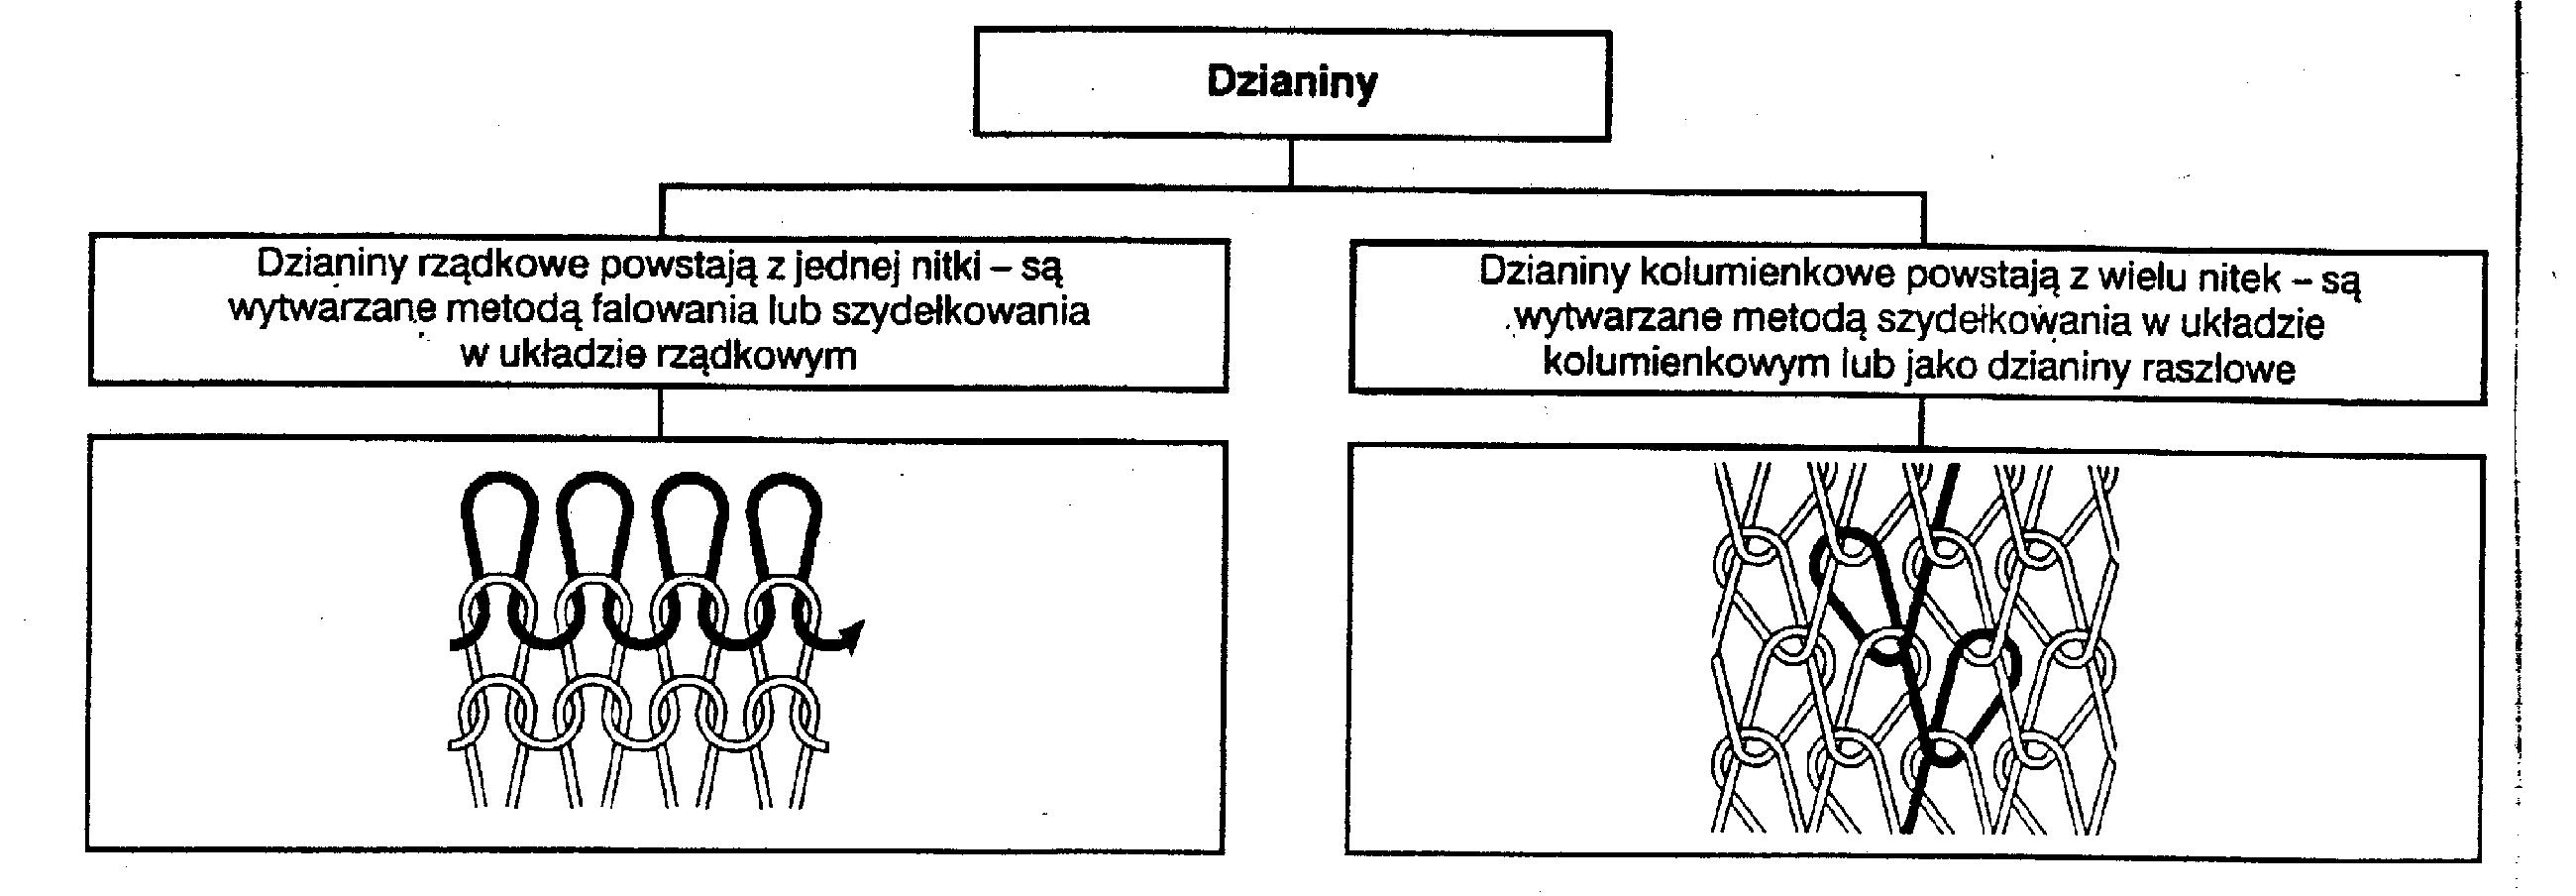 Dzianiny
Dzianiny rządkowe powstają z jednej nitki – są
wytwarzane metodą falowania lub szydełkowania
w układzie rządkowym
Dzianiny kolumienkowe powstają z wielu nitek – są
wytwarzane metodą szydełkowania w układzie
kolumienkowym lub jako dzianiny raszlowe